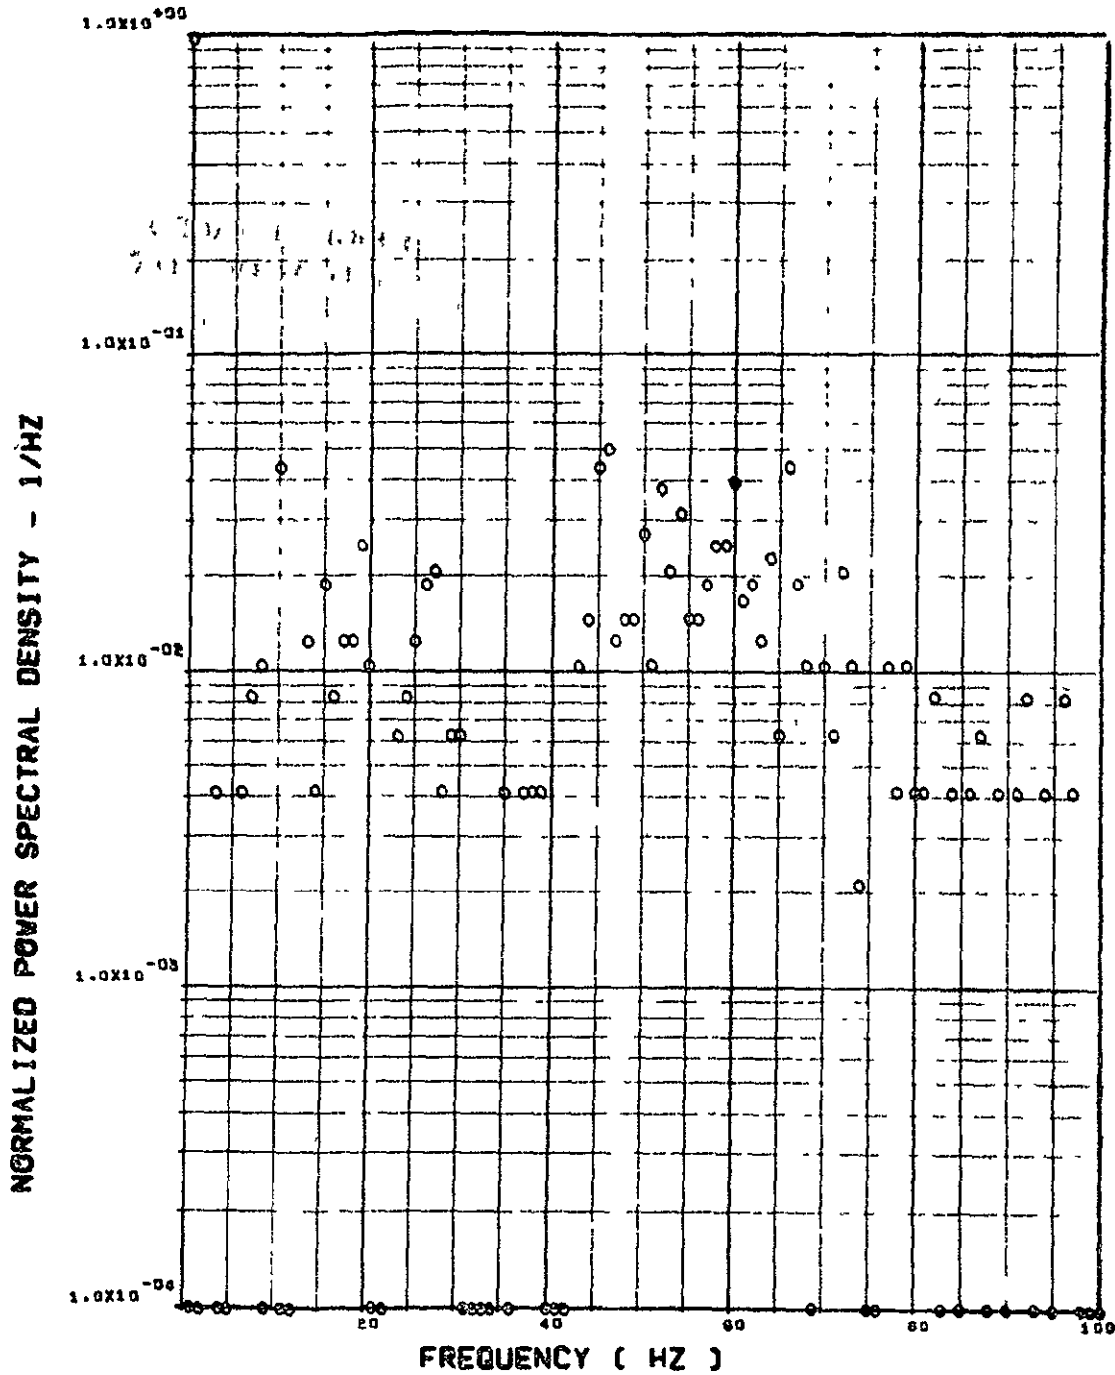 1.0X10+00
1.0X10-01
1.0X10-02
1.0X10-03
1.0X10-04
NORMALIZED POWER SPECTRAL DENSITY - 1/HZ
20 40 60 80 100
FREQUENCY ( HZ )